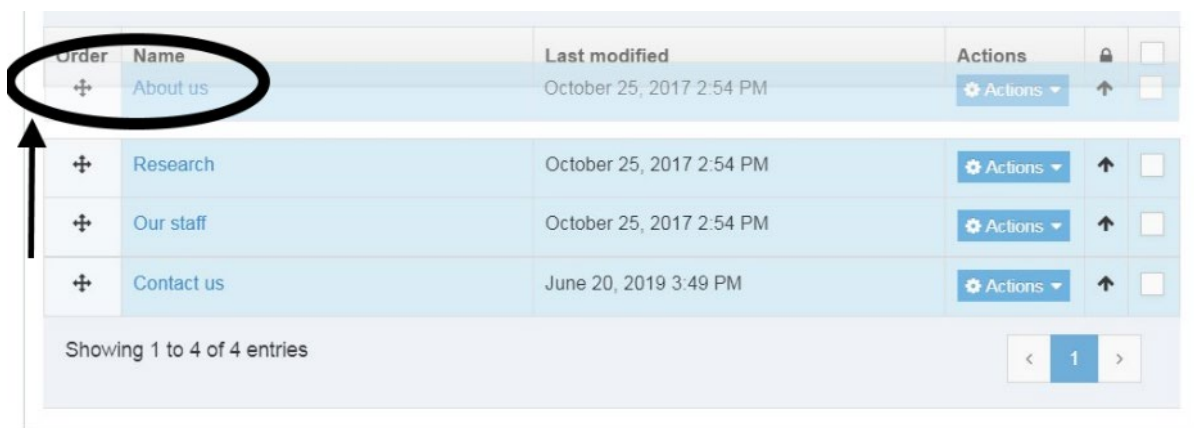 Order Name Last modified Actions
About us October 25, 2017 2:54 PM Actions
Research October 25, 2017 2:54 PM Actions
Our staff October 25, 2017 2:54 PM Actions
Contact us June 20, 2019 3:49 PM Actions
Showing 1 to 4 of 4 entries
< 1 >